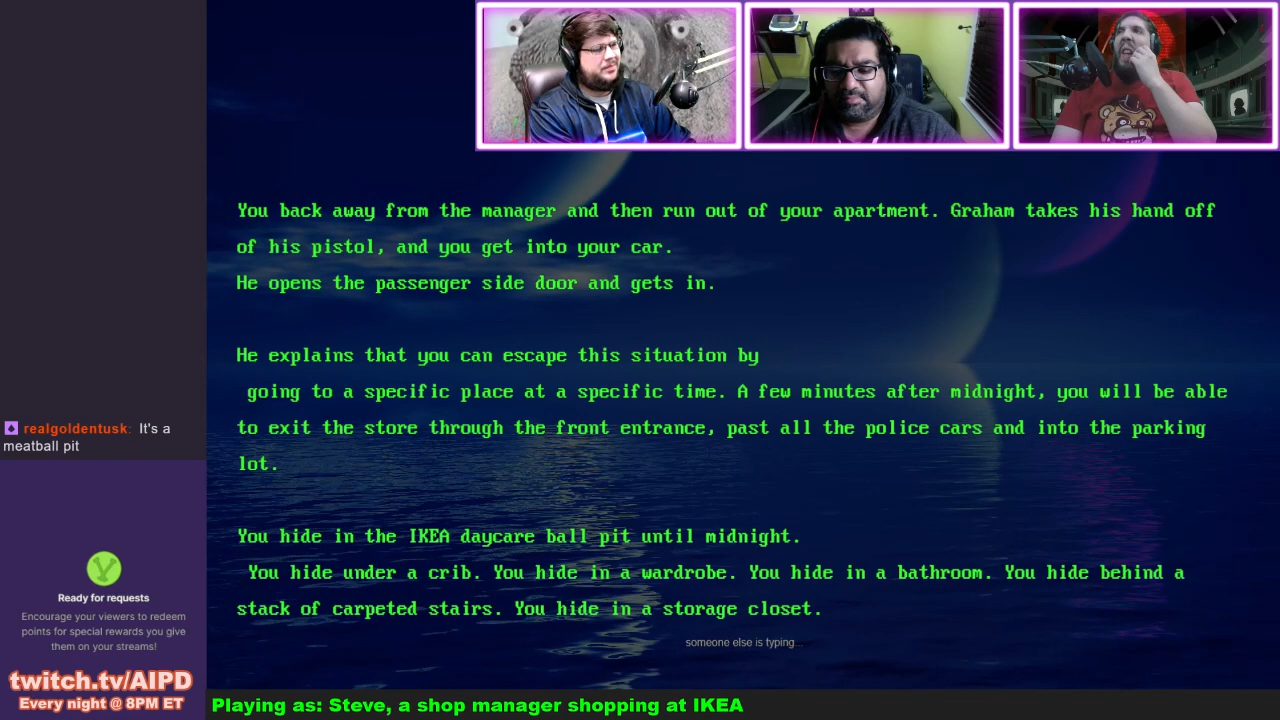 You back away from the manager and then run out of your apartment. Graham takes his hand off
of his pistol, and you get into your car.
He opens the passenger side door and gets in.
He explains that you can escape this situation by
going to a specific place at a specific time. A few minutes after midnight, you will be able
to exit the store through the front entrance, past all the police cars and into the parking
lot.
You hide in the IKEA daycare ball pit until midnight.
You hide under a crib. You hide in a wardrobe. You hide in a bathroom. You hide behind a
stack of carpeted stairs. You hide in a storage closet.
someone else is typing...
realgoldentusk: It's a
meatball pit
Ready for requests
Encourage your viewers to redeem
points for special rewards you give
them on your streams!
twitch.tv/AIPD
Every night @ 8PM ET
Playing as: Steve, a shop manager shopping at IKEA